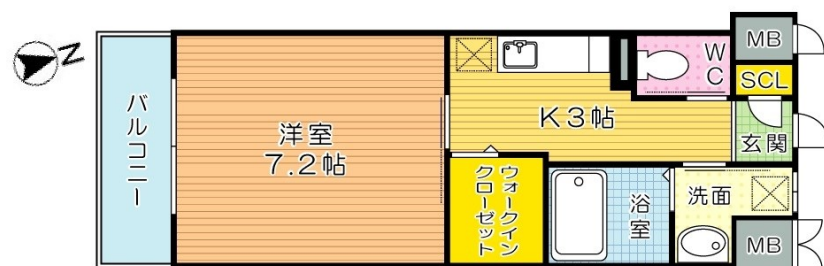 N
バルコニー
洋室
7.2帖
K3帖
ウォークイン
クローゼット
浴室
洗面
WC
MB
SCL
玄関
MB